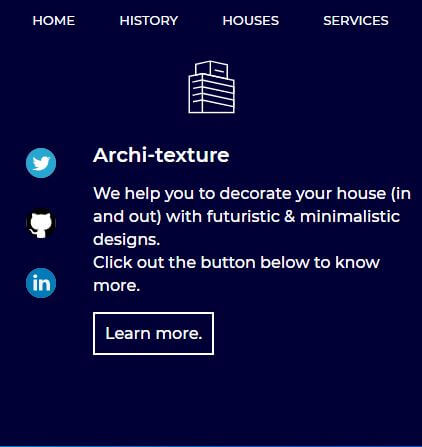 HOME HISTORY HOUSES SERVICES
Archi-texture
We help you to decorate your house (in
and out) with futuristic & minimalistic
designs.
Click out the button below to know
more.
in
Learn more.